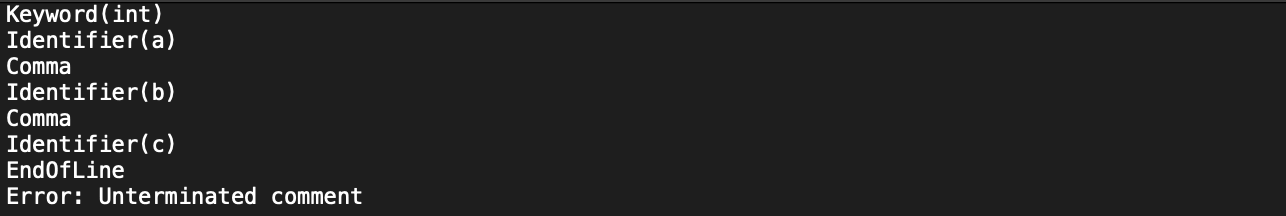 Keyword(int)
Identifier(a)
Comma
Identifier(b)
Comma
Identifier(c)
EndOfLine
Error: Unterminated comment